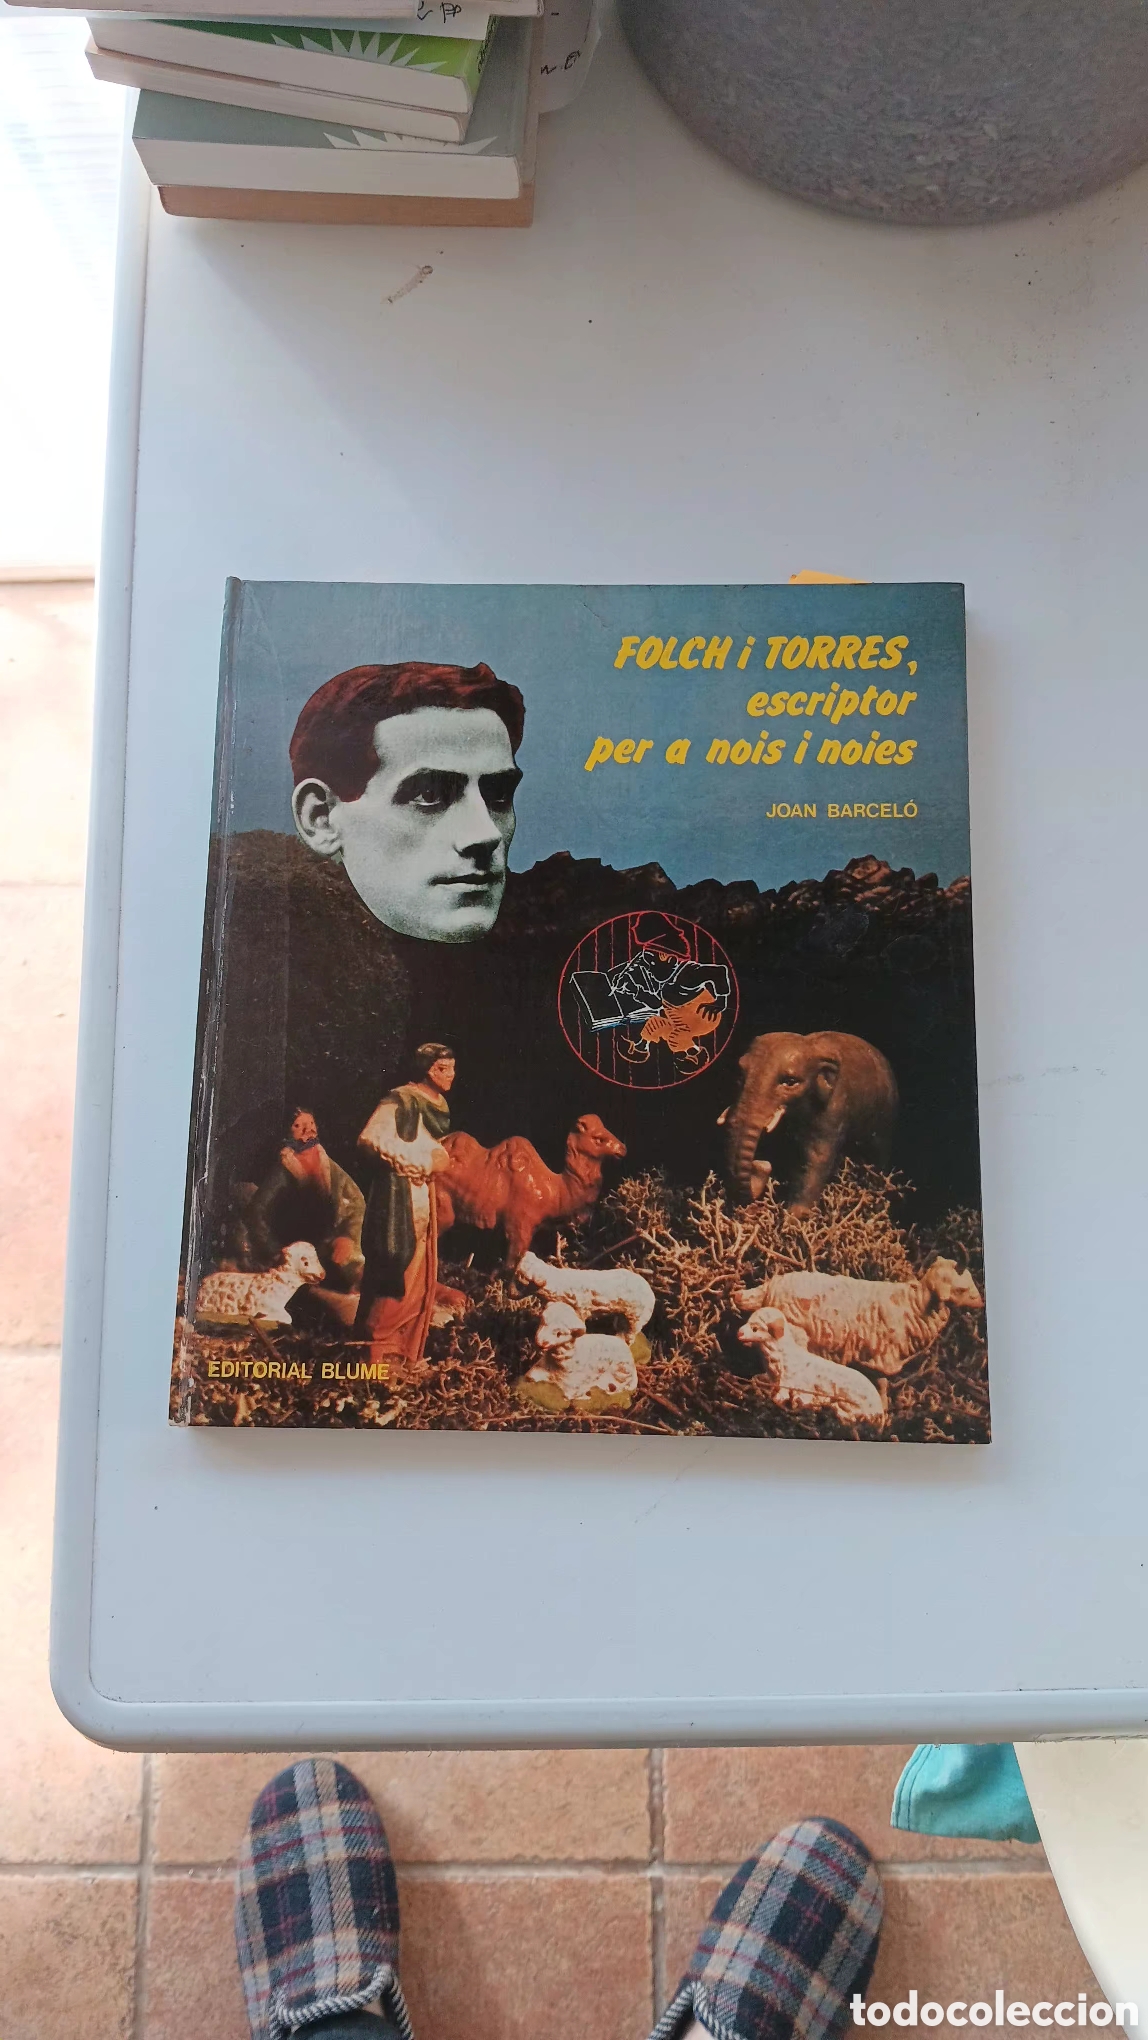 FOLCH i TORRES,
escriptor
per a nois i noies
JOAN BARCELÓ
EDITORIAL BLUME
todocoleccion